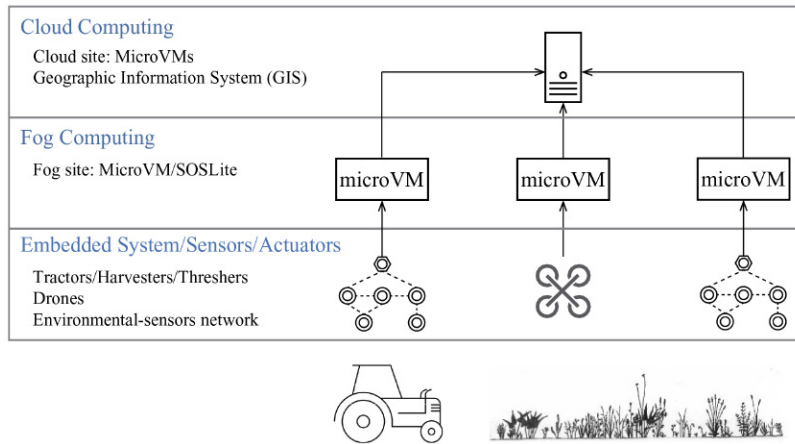 Cloud Computing
Cloud site: MicroVMs
Geographic Information System (GIS)
Fog Computing
Fog site: MicroVM/SOSLite
microVM
microVM
microVM
Embedded System/Sensors/Actuators
Tractors/Harvesters/Threshers
Drones
Environmental-sensors network